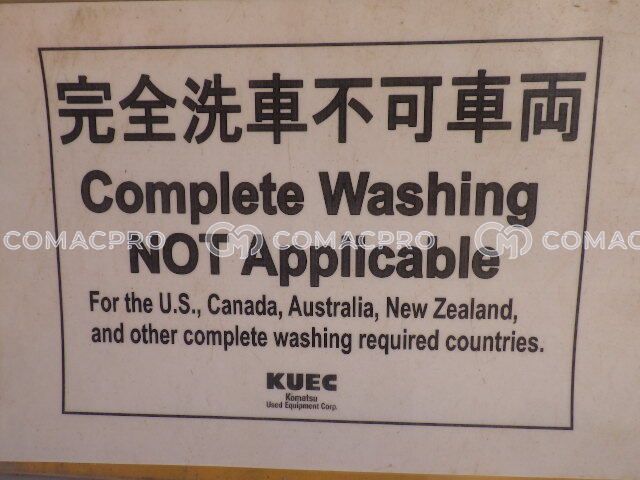 完全洗車不可車両
Complete Washing
NOT Applicable
COMACPRO COMACPRO COMACPRO
For the U.S., Canada, Australia, New Zealand,
and other complete washing required countries.
KUEC
Komatsu
Used Equipment Corp.